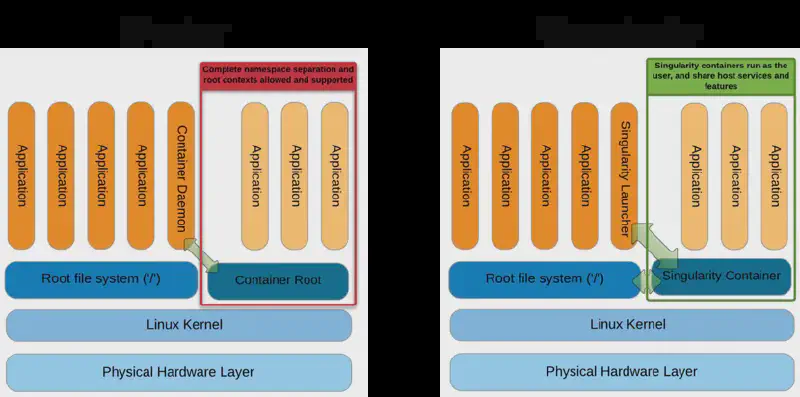 Complete namespace separation and
root contexts allowed and supported
Application
Application
Application
Application
Container Daemon
Application
Application
Application
Root file system ('/')
Container Root
Linux Kernel
Physical Hardware Layer
Singularity containers run as the
user, and share host services and
features
Application
Application
Application
Application
Singularity Launcher
Application
Application
Application
Root file system ('/')
Singularity Container
Linux Kernel
Physical Hardware Layer